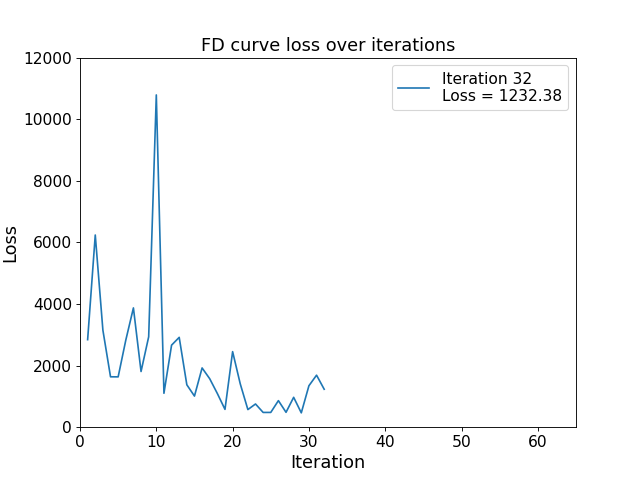 FD curve loss over iterations
12000
10000
8000
6000
4000
2000
0
Loss
Iteration 32
Loss = 1232.38
0 10 20 30 40 50 60
Iteration